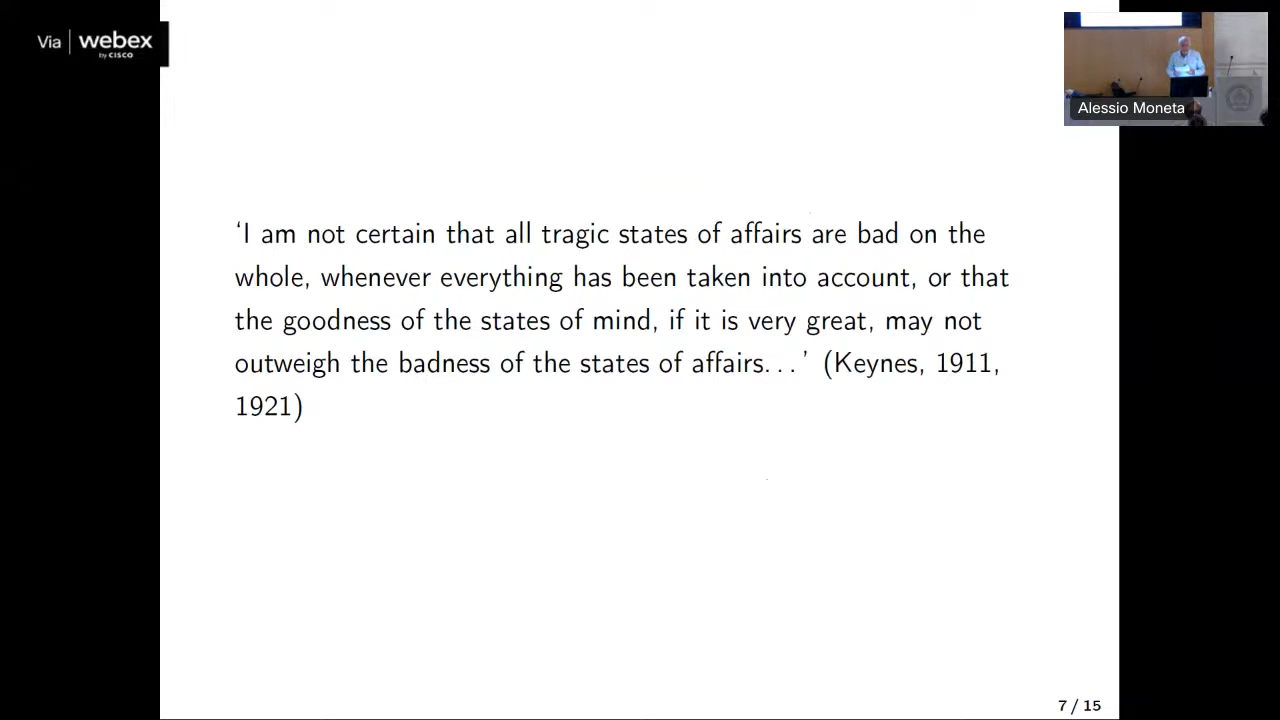 Via webex
by CISCO
Alessio Moneta
‘I am not certain that all tragic states of affairs are bad on the
whole, whenever everything has been taken into account, or that
the goodness of the states of mind, if it is very great, may not
outweigh the badness of the states of affairs. . . ’ (Keynes, 1911,
1921)
7 / 15